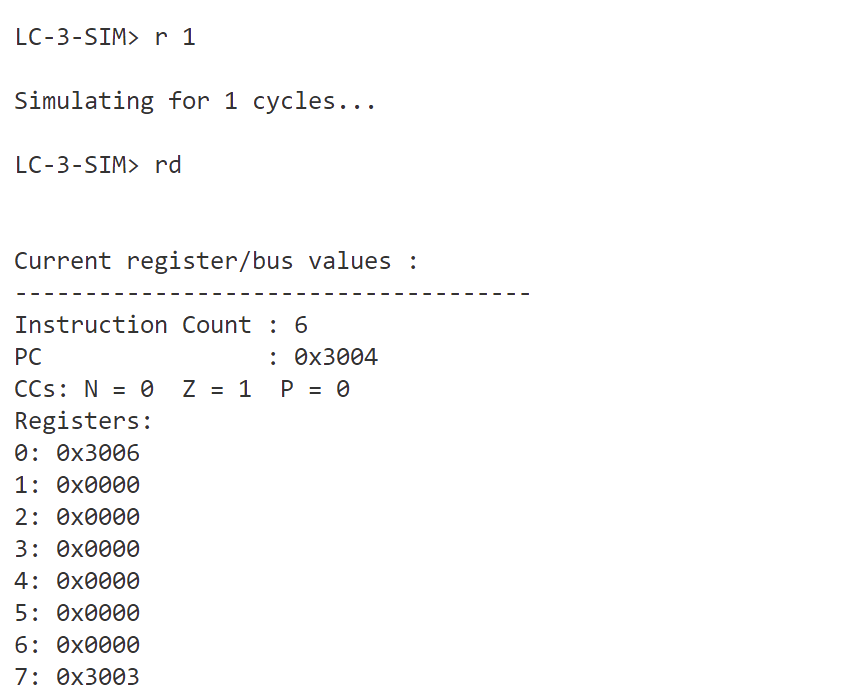 LC-3-SIM> r 1
Simulating for 1 cycles...
LC-3-SIM> rd
Current register/bus values :
-------------------------------------
Instruction Count : 6
PC                : 0x3004
CCs: N = 0  Z = 1  P = 0
Registers:
0: 0x3006
1: 0x0000
2: 0x0000
3: 0x0000
4: 0x0000
5: 0x0000
6: 0x0000
7: 0x3003